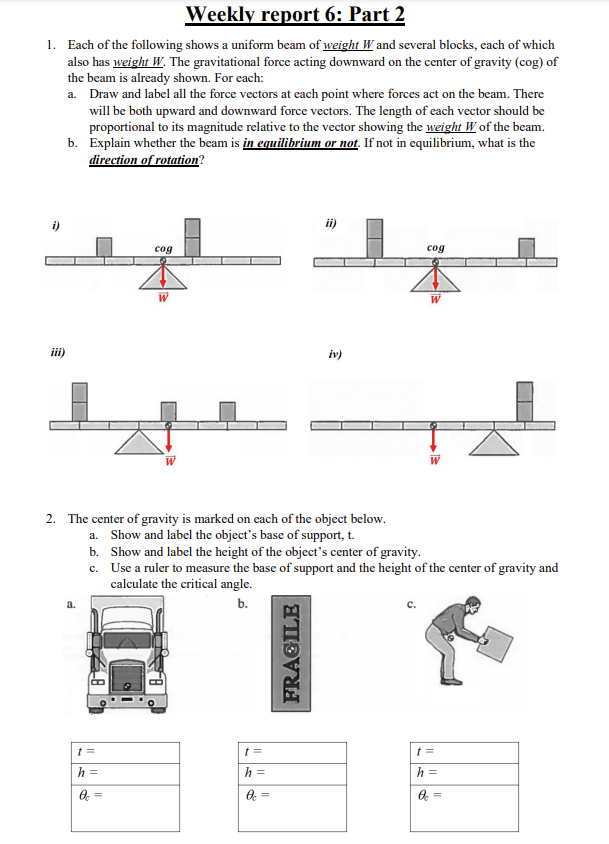 Weekly report 6: Part 2
1. Each of the following shows a uniform beam of weight W and several blocks, each of which
also has weight W. The gravitational force acting downward on the center of gravity (cog) of
the beam is already shown. For each:
a. Draw and label all the force vectors at each point where forces act on the beam. There
will be both upward and downward force vectors. The length of each vector should be
proportional to its magnitude relative to the vector showing the weight W of the beam.
b. Explain whether the beam is in equilibrium or not. If not in equilibrium, what is the
direction of rotation?
i)
cog
W
ii)
cog
W
iii)
W
iv)
W
2. The center of gravity is marked on each of the object below.
a. Show and label the object's base of support, t.
b. Show and label the height of the object's center of gravity.
c. Use a ruler to measure the base of support and the height of the center of gravity and
calculate the critical angle.
a.
b.
FRAGILE
c.
t =
h =
θc =
t =
h =
θc =
t =
h =
θc =